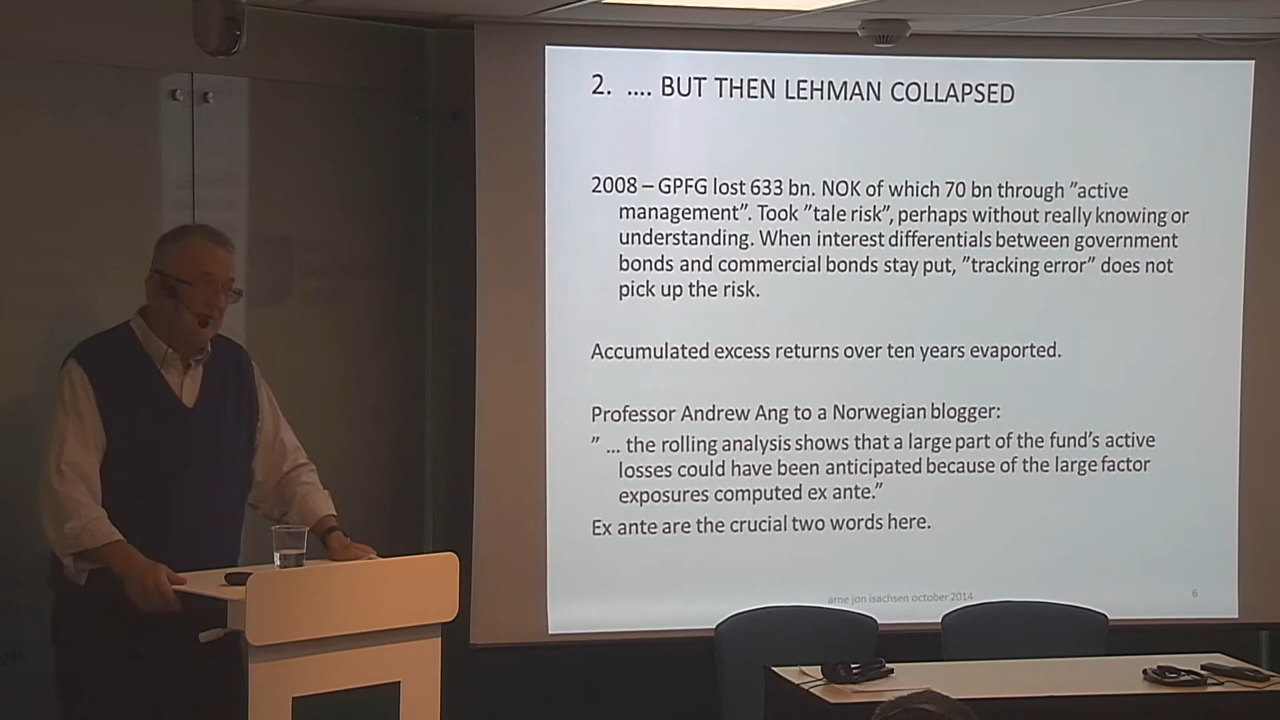 2. .... BUT THEN LEHMAN COLLAPSED
2008 – GPFG lost 633 bn. NOK of which 70 bn through ”active
management”. Took ”tale risk”, perhaps without really knowing or
understanding. When interest differentials between government
bonds and commercial bonds stay put, ”tracking error” does not
pick up the risk.
Accumulated excess returns over ten years evaported.
Professor Andrew Ang to a Norwegian blogger:
” ... the rolling analysis shows that a large part of the fund’s active
losses could have been anticipated because of the large factor
exposures computed ex ante.”
Ex ante are the crucial two words here.
arne jon isachsen october 2014
6